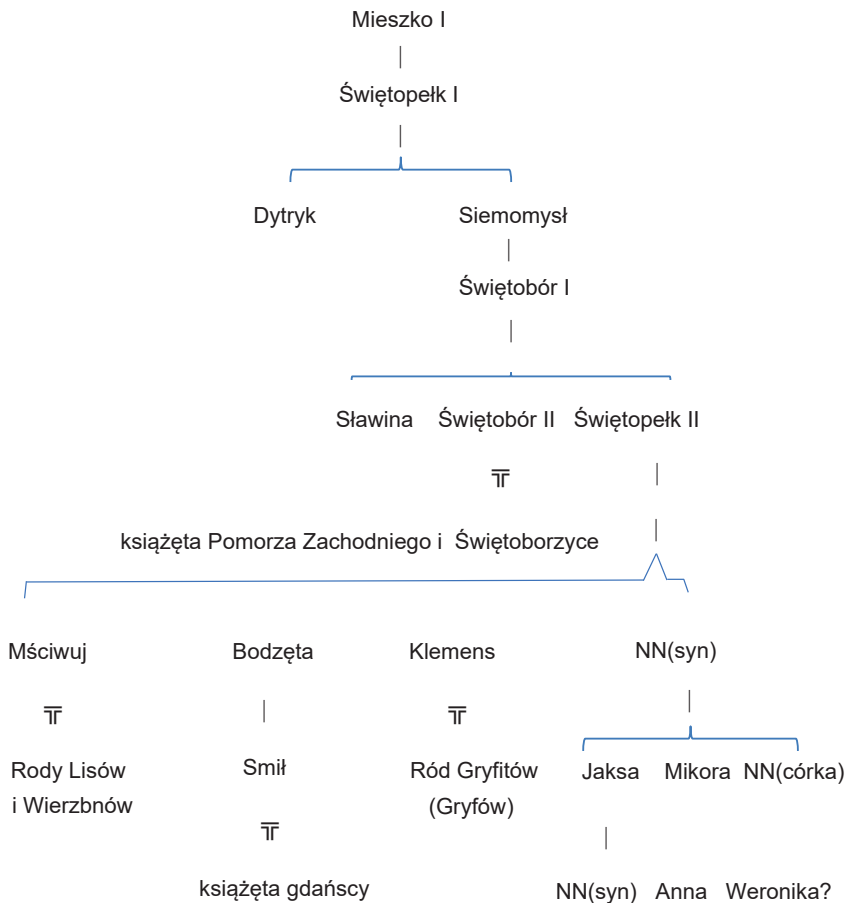 Mieszko I
Świętopełk I
Dytryk Siemomysł
Świętobór I
Sławina Świętobór II Świętopełk II
książęta Pomorza Zachodniego i Świętoborzyce
Mściwuj Bodzęta Klemens NN(syn)
Rody Lisów Smił Ród Gryfitów Jaksa Mikora NN(córka)
i Wierzbnów (Gryfów)
książęta gdańscy NN(syn) Anna Weronika?